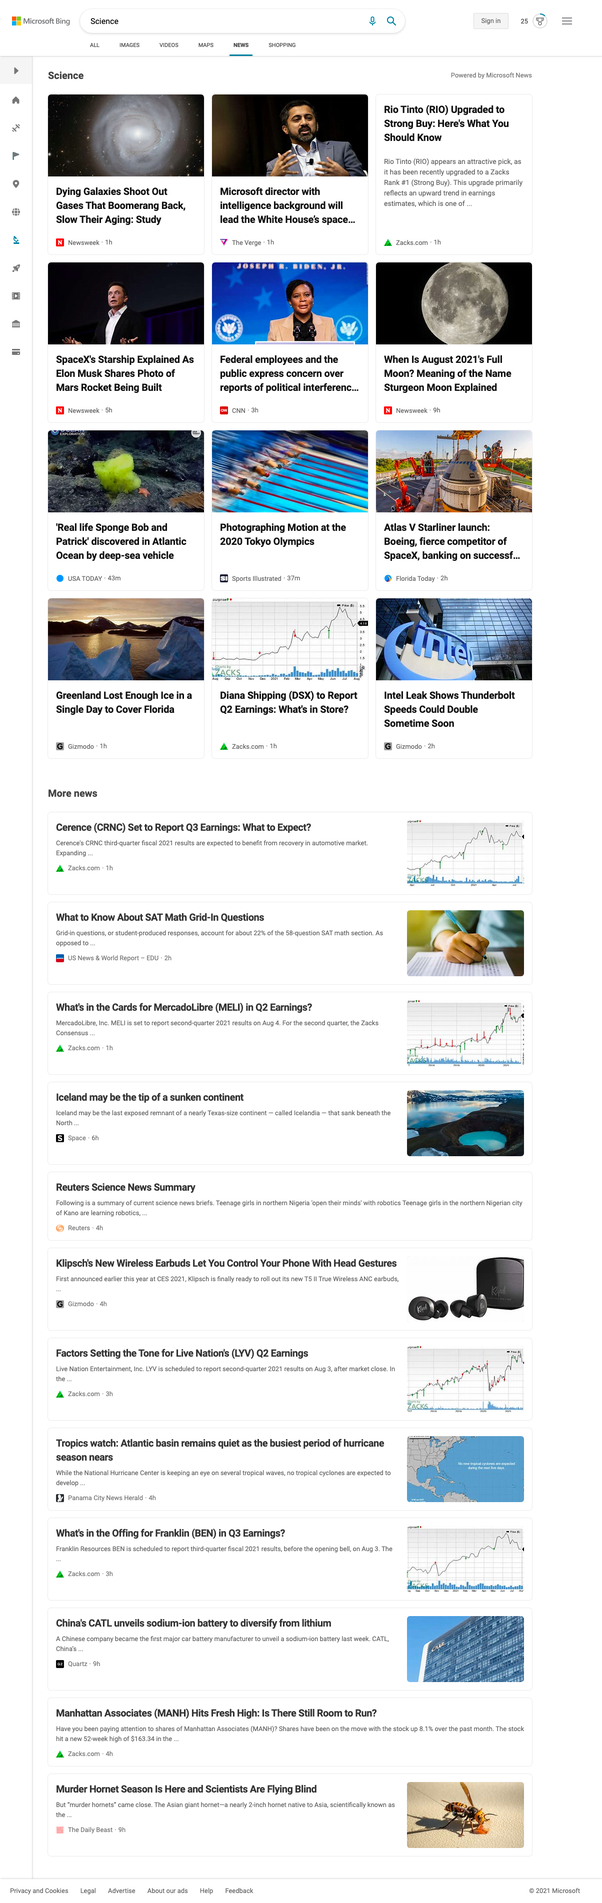 Microsoft Bing
Science
Sign in
25
ALL IMAGES VIDEOS MAPS NEWS SHOPPING
Science
Powered by Microsoft News
Dying Galaxies Shoot Out
Gases That Boomerang Back,
Slow Their Aging: Study
Newsweek · 1h
Microsoft director with
intelligence background will
lead the White House's space...
The Verge · 1h
Rio Tinto (RIO) Upgraded to
Strong Buy: Here's What You
Should Know
Rio Tinto (RIO) appears an attractive pick, as
it has been recently upgraded to a Zacks
Rank #1 (Strong Buy). This upgrade primarily
reflects an upward trend in earnings
estimates, which is one of ...
Zacks.com · 1h
SpaceX's Starship Explained As
Elon Musk Shares Photo of
Mars Rocket Being Built
Newsweek · 5h
JOSEPH R. BIDEN, JR.
Federal employees and the
public express concern over
reports of political interferenc...
CNN · 3h
When Is August 2021's Full
Moon? Meaning of the Name
Sturgeon Moon Explained
Newsweek · 9h
'Real life Sponge Bob and
Patrick' discovered in Atlantic
Ocean by deep-sea vehicle
USA TODAY · 43m
Photographing Motion at the
2020 Tokyo Olympics
Sports Illustrated · 37m
Atlas V Starliner launch:
Boeing, fierce competitor of
SpaceX, banking on successf...
Florida Today · 2h
Greenland Lost Enough Ice in a
Single Day to Cover Florida
Gizmodo · 1h
ZACKS
Diana Shipping (DSX) to Report
Q2 Earnings: What's in Store?
Zacks.com · 1h
intel
Intel Leak Shows Thunderbolt
Speeds Could Double
Sometime Soon
Gizmodo · 2h
More news
Cerence (CRNC) Set to Report Q3 Earnings: What to Expect?
Cerence's CRNC third-quarter fiscal 2021 results are expected to benefit from recovery in automotive market.
Expanding ...
Zacks.com · 1h
What to Know About SAT Math Grid-In Questions
Grid-in questions, or student-produced responses, account for about 22% of the 58-question SAT math section. As
opposed to ...
US News & World Report – EDU · 2h
What's in the Cards for MercadoLibre (MELI) in Q2 Earnings?
MercadoLibre, Inc. MELI is set to report second-quarter 2021 results on Aug 4. For the second quarter, the Zacks
Consensus ...
Zacks.com · 1h
Iceland may be the tip of a sunken continent
Iceland may be the last exposed remnant of a nearly Texas-size continent — called Icelandia — that sank beneath the
North ...
Space · 6h
Reuters Science News Summary
Following is a summary of current science news briefs. Teenage girls in northern Nigeria 'open their minds' with robotics Teenage girls in the northern Nigerian city
of Kano are learning robotics, ...
Reuters · 4h
Klipsch's New Wireless Earbuds Let You Control Your Phone With Head Gestures
First announced earlier this year at CES 2021, Klipsch is finally ready to roll out its new T5 II True Wireless ANC earbuds,
...
Gizmodo · 4h
Factors Setting the Tone for Live Nation's (LYV) Q2 Earnings
Live Nation Entertainment, Inc. LYV is scheduled to report second-quarter 2021 results on Aug 3, after market close. In
the ...
Zacks.com · 3h
ZACKS
Tropics watch: Atlantic basin remains quiet as the busiest period of hurricane
season nears
While the National Hurricane Center is keeping an eye on several tropical waves, no tropical cyclones are expected to
develop ...
Panama City News Herald · 4h
What's in the Offing for Franklin (BEN) in Q3 Earnings?
Franklin Resources BEN is scheduled to report third-quarter fiscal 2021 results, before the opening bell, on Aug 3. The
...
Zacks.com · 3h
China's CATL unveils sodium-ion battery to diversify from lithium
A Chinese company became the first major car battery manufacturer to unveil a sodium-ion battery last week. CATL,
China's ...
Quartz · 9h
Manhattan Associates (MANH) Hits Fresh High: Is There Still Room to Run?
Have you been paying attention to shares of Manhattan Associates (MANH)? Shares have been on the move with the stock up 8.1% over the past month. The stock
hit a new 52-week high of $163.34 in the ...
Zacks.com · 4h
Murder Hornet Season Is Here and Scientists Are Flying Blind
But "murder hornets" came close. The Asian giant hornet—a nearly 2-inch hornet native to Asia, scientifically known as
the ...
The Daily Beast · 9h
Privacy and Cookies Legal Advertise About our ads Help Feedback
© 2021 Microsoft